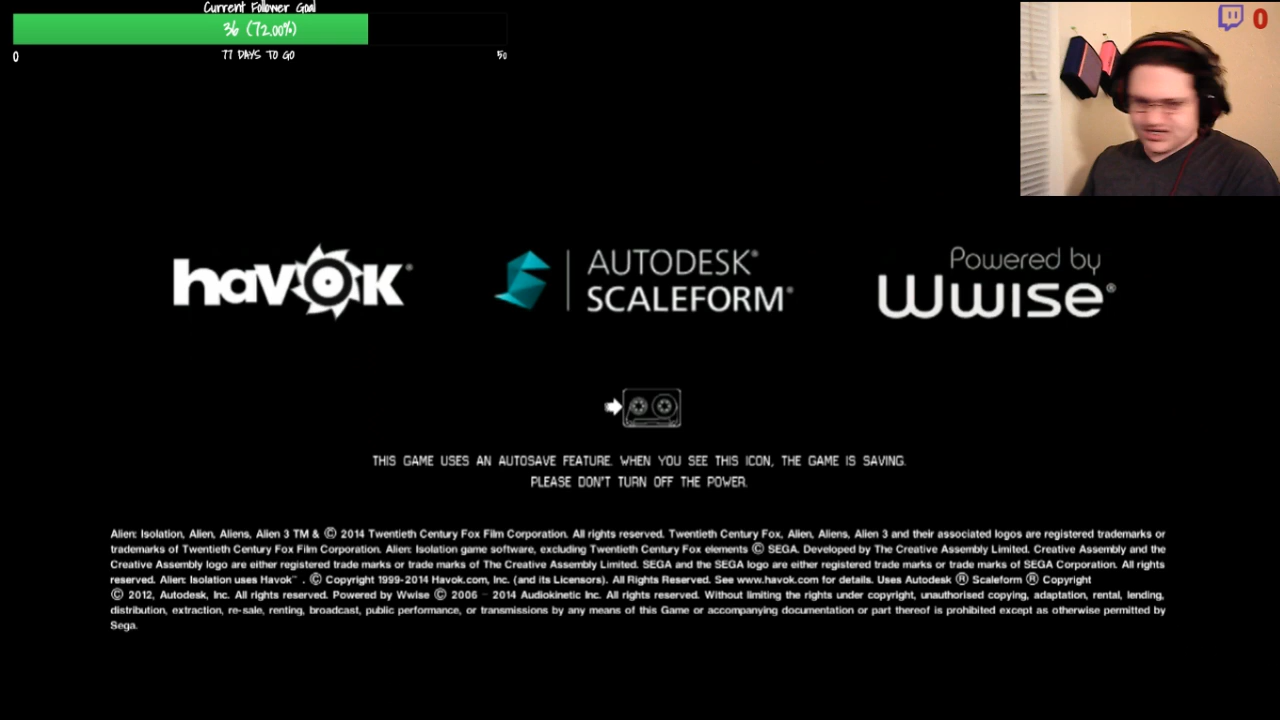 Current Follower Goal
36 (72.00%)
0
77 DAYS TO GO
50
0
havok®
AUTODESK®
SCALEFORM®
Powered by
Wwise®
THIS GAME USES AN AUTOSAVE FEATURE. WHEN YOU SEE THIS ICON, THE GAME IS SAVING.
PLEASE DON'T TURN OFF THE POWER.
Alien: Isolation, Alien, Aliens, Alien 3 TM & © 2014 Twentieth Century Fox Film Corporation. All rights reserved. Twentieth Century Fox, Alien, Aliens, Alien 3 and their associated logos are registered trademarks or
trademarks of Twentieth Century Fox Film Corporation. Alien: Isolation game software, excluding Twentieth Century Fox elements © SEGA. Developed by The Creative Assembly Limited. Creative Assembly and the
Creative Assembly logo are either registered trade marks or trade marks of The Creative Assembly Limited. SEGA and the SEGA logo are either registered trade marks or trade marks of SEGA Corporation. All rights
reserved. Alien: Isolation uses Havok™ . © Copyright 1999-2014 Havok.com, Inc. (and its Licensors). All Rights Reserved. See www.havok.com for details. Uses Autodesk ® Scaleform ® Copyright
© 2012, Autodesk, Inc. All rights reserved. Powered by Wwise © 2006 – 2014 Audiokinetic Inc. All rights reserved. Without limiting the rights under copyright, unauthorised copying, adaptation, rental, lending,
distribution, extraction, re-sale, renting, broadcast, public performance, or transmissions by any means of this Game or accompanying documentation or part thereof is prohibited except as otherwise permitted by
Sega.